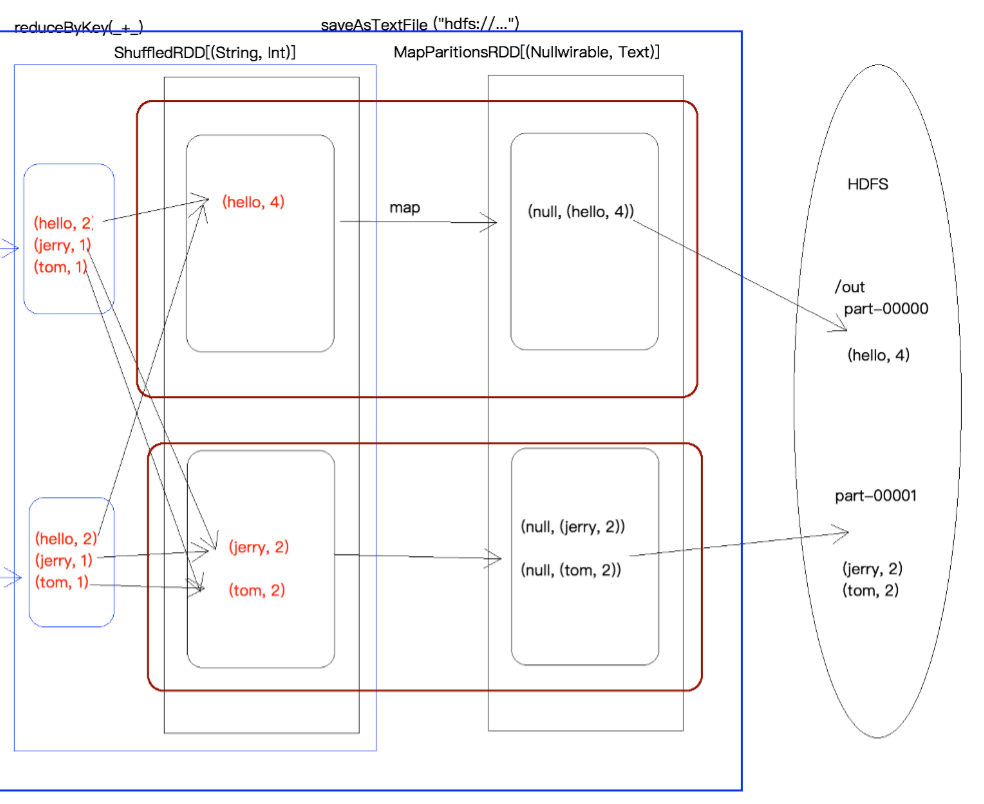 reduceByKey(_+_)
saveAsTextFile ("hdfs://...")
ShuffledRDD[(String, Int)]
MapParitionsRDD[(Nullwirable, Text)]
(hello, 2)
(jerry, 1)
(tom, 1)
(hello, 4)
map
(null, (hello, 4))
HDFS
/out
part-00000
(hello, 4)
(hello, 2)
(jerry, 1)
(tom, 1)
(jerry, 2)
(tom, 2)
(null, (jerry, 2))
(null, (tom, 2))
part-00001
(jerry, 2)
(tom, 2)